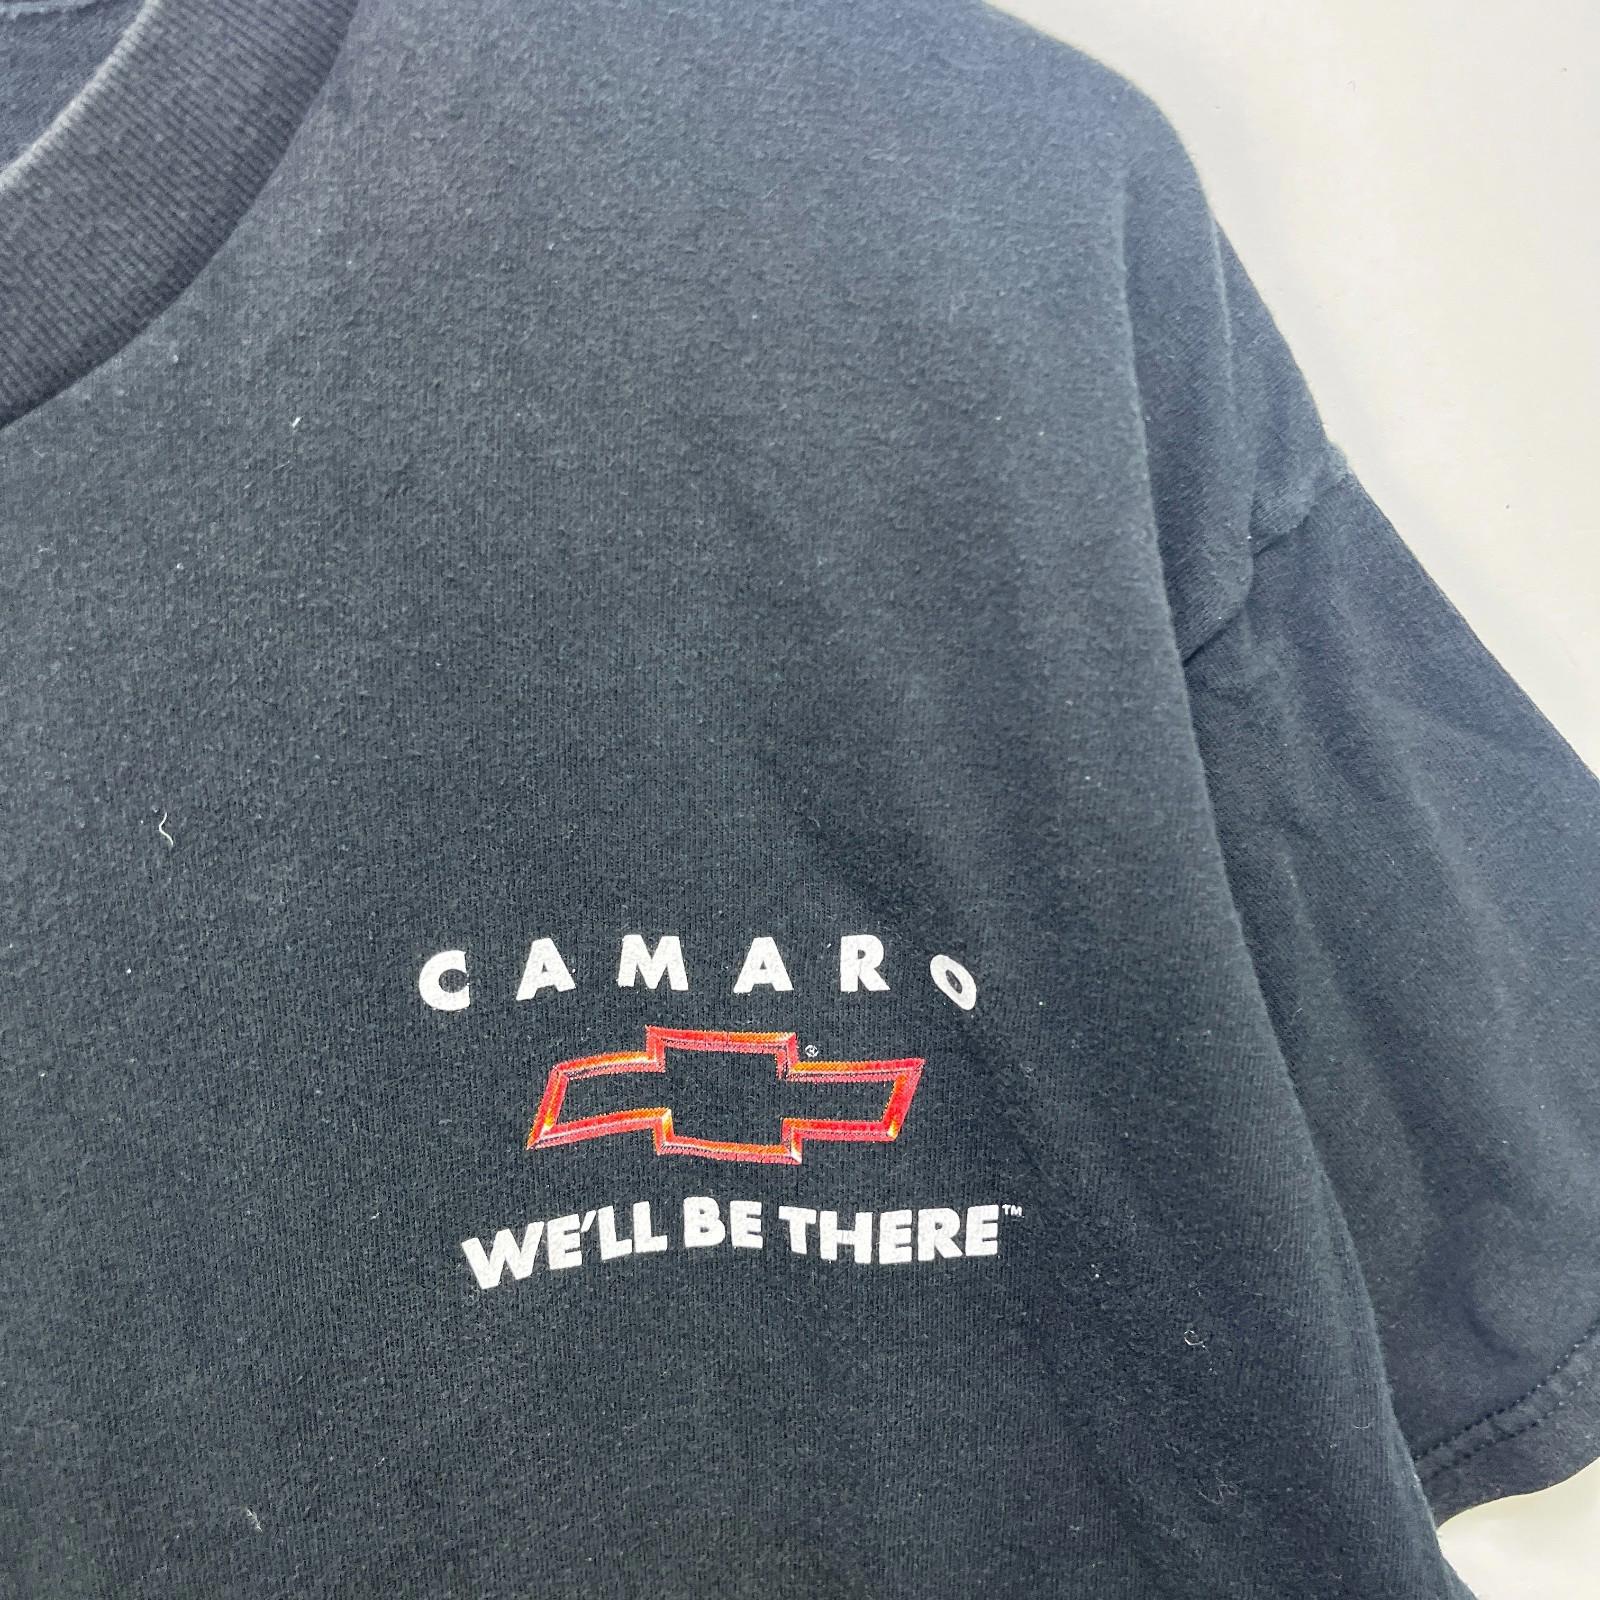 CAMARO
®
WE'LL BE THERE™